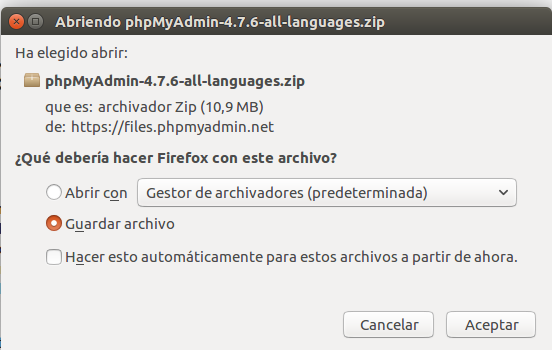 Abriendo phpMyAdmin-4.7.6-all-languages.zip
Ha elegido abrir:
phpMyAdmin-4.7.6-all-languages.zip
que es: archivador Zip (10,9 MB)
de: https://files.phpmyadmin.net
¿Qué debería hacer Firefox con este archivo?
Abrir con Gestor de archivadores (predeterminada)
Guardar archivo
Hacer esto automáticamente para estos archivos a partir de ahora.
Cancelar Aceptar